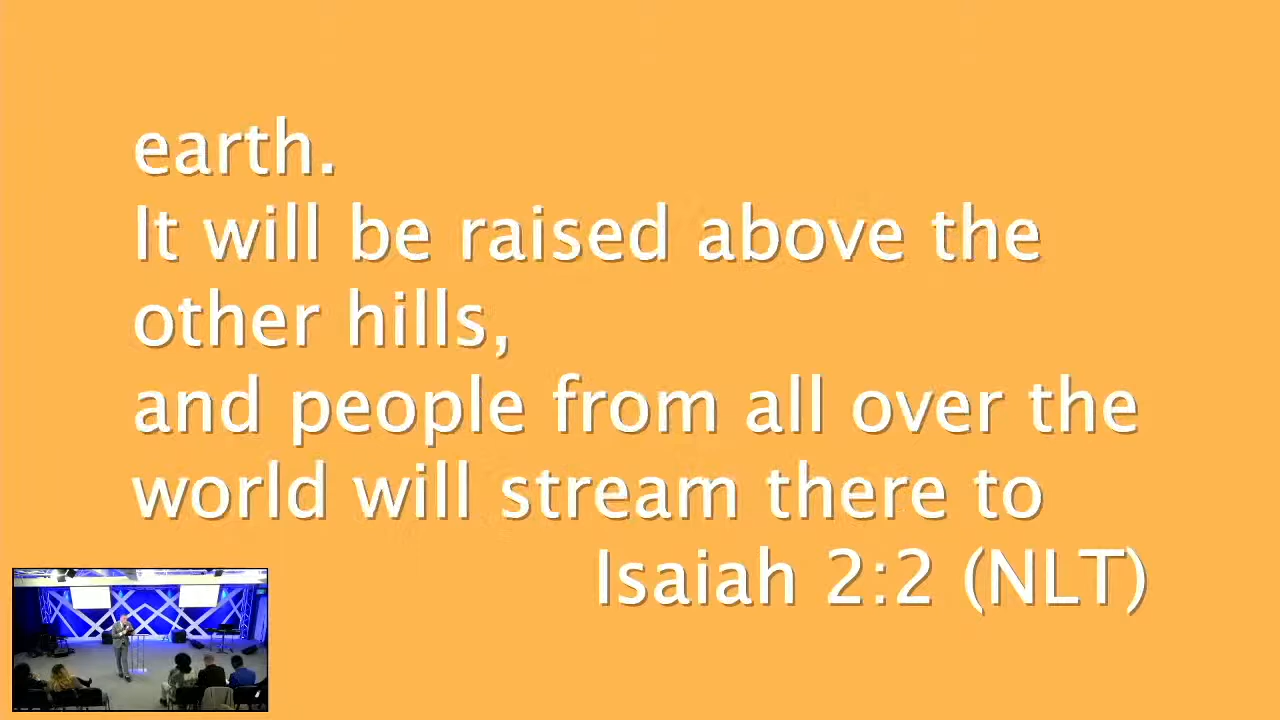 earth.
It will be raised above the
other hills,
and people from all over the
world will stream there to
Isaiah 2:2 (NLT)